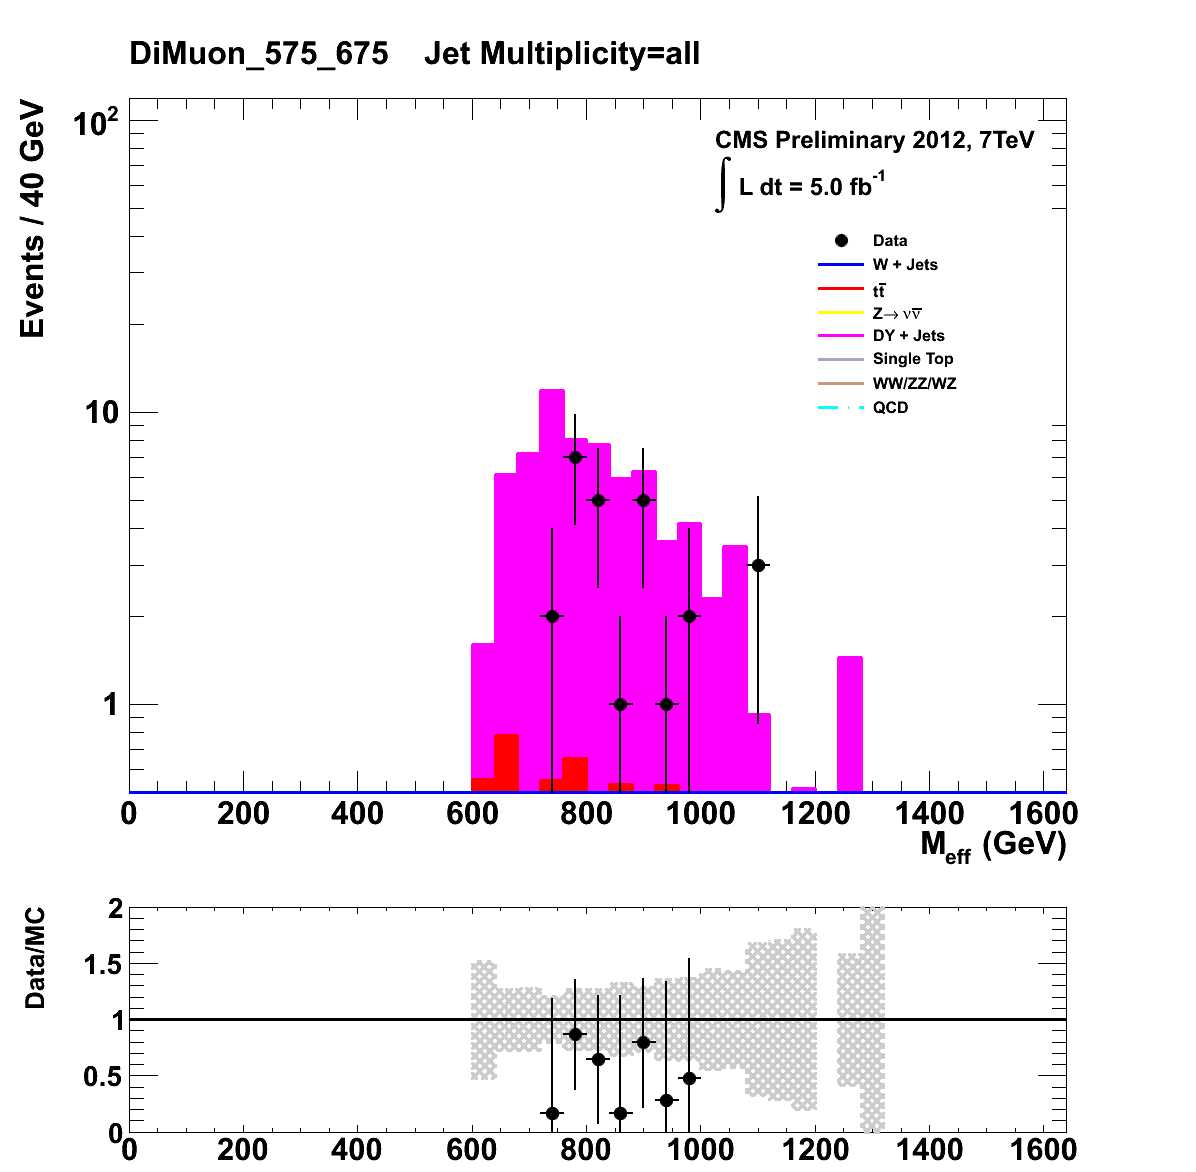 DiMuon_575_675 Jet Multiplicity=all
Events / 40 GeV
10²
10
1
CMS Preliminary 2012, 7TeV
∫ L dt = 5.0 fb⁻¹
Data
W + Jets
tt̅
Z→ νν̅
DY + Jets
Single Top
WW/ZZ/WZ
QCD
0 200 400 600 800 1000 1200 1400 1600
M_eff (GeV)
Data/MC
2
1.5
1
0.5
0
0 200 400 600 800 1000 1200 1400 1600